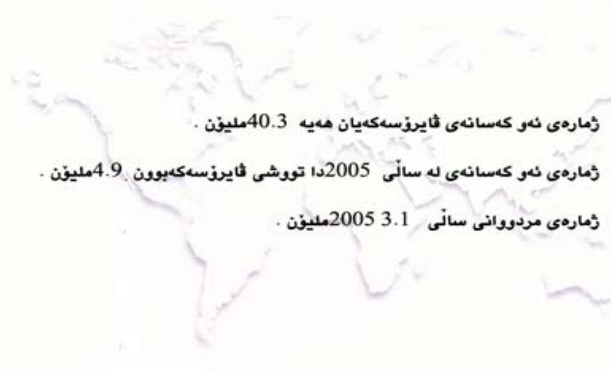 ژمارەی ئەو کەسانەی ڤایرۆسەکەیان هەیە 40.3ملیۆن .
ژمارەی ئەو کەسانەی لە ساڵی 2005دا تووشی ڤایرۆسەکەبوون 4.9ملیۆن .
ژمارەی مردووانی ساڵی 2005 3.1ملیۆن .